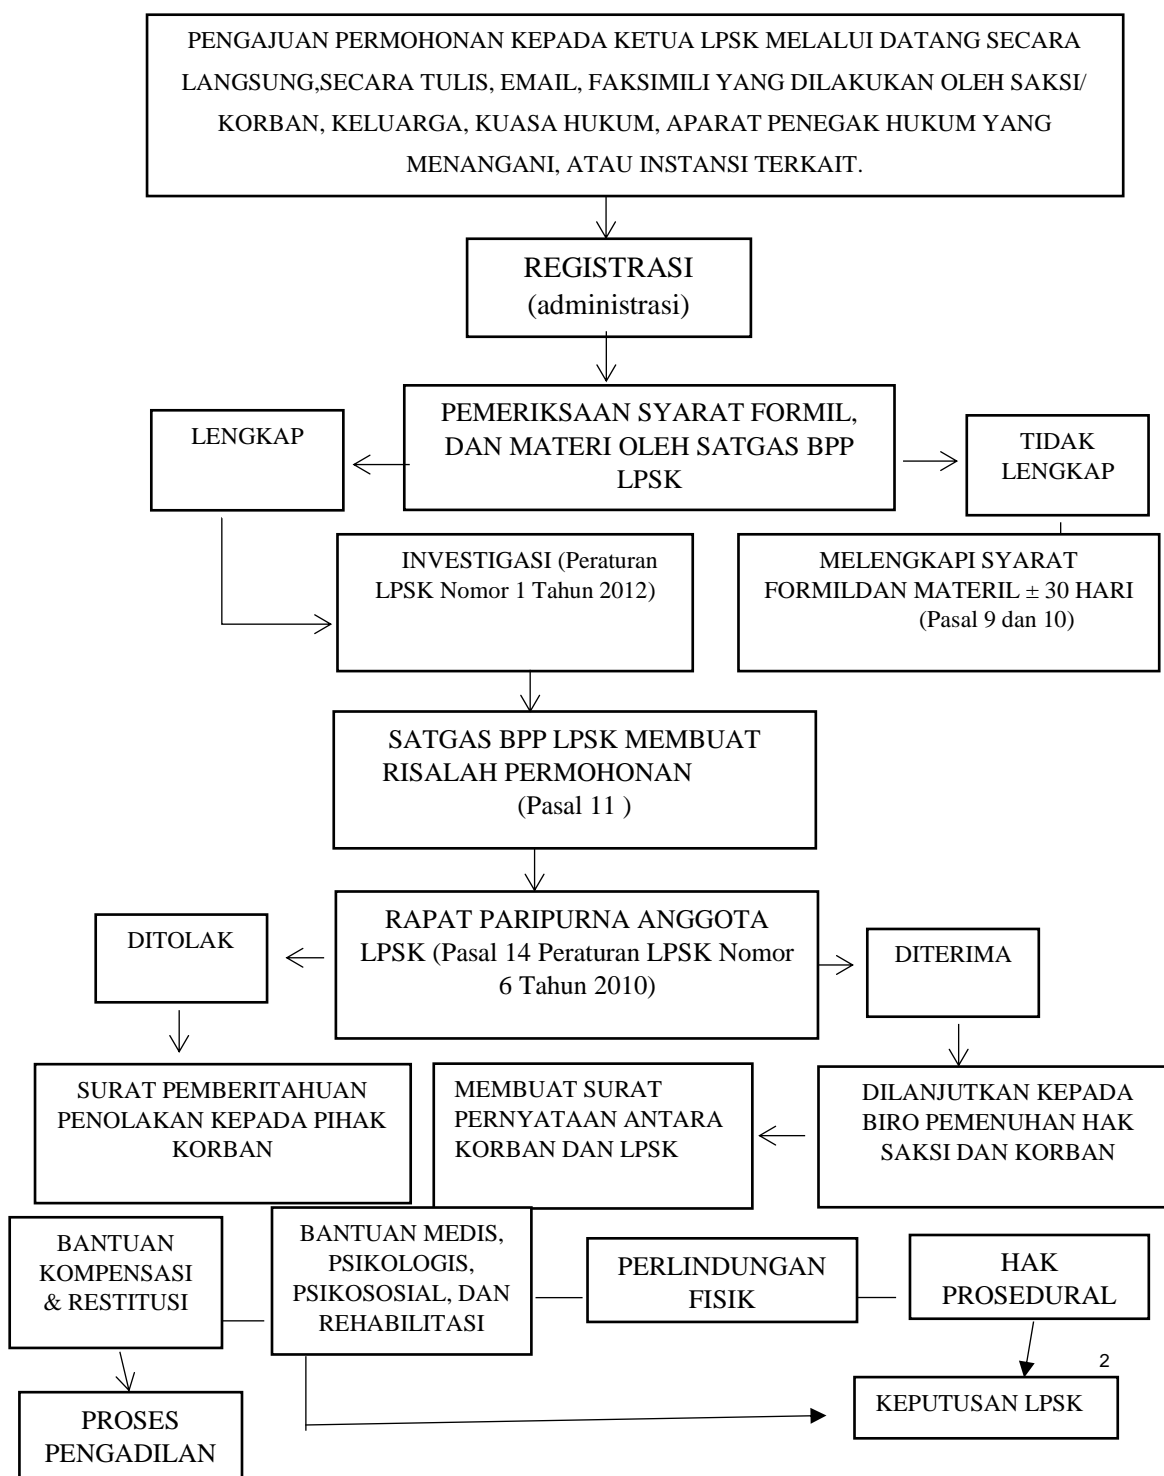 PENGAJUAN PERMOHONAN KEPADA KETUA LPSK MELALUI DATANG SECARA
LANGSUNG,SECARA TULIS, EMAIL, FAKSIMILI YANG DILAKUKAN OLEH SAKSI/
KORBAN, KELUARGA, KUASA HUKUM, APARAT PENEGAK HUKUM YANG
MENANGANI, ATAU INSTANSI TERKAIT.
REGISTRASI
(administrasi)
LENGKAP
PEMERIKSAAN SYARAT FORMIL,
DAN MATERI OLEH SATGAS BPP
LPSK
TIDAK
LENGKAP
INVESTIGASI (Peraturan
LPSK Nomor 1 Tahun 2012)
MELENGKAPI SYARAT
FORMILDAN MATERIL ± 30 HARI
(Pasal 9 dan 10)
SATGAS BPP LPSK MEMBUAT
RISALAH PERMOHONAN
(Pasal 11 )
DITOLAK
RAPAT PARIPURNA ANGGOTA
LPSK (Pasal 14 Peraturan LPSK Nomor
6 Tahun 2010)
DITERIMA
SURAT PEMBERITAHUAN
PENOLAKAN KEPADA PIHAK
KORBAN
MEMBUAT SURAT
PERNYATAAN ANTARA
KORBAN DAN LPSK
DILANJUTKAN KEPADA
BIRO PEMENUHAN HAK
SAKSI DAN KORBAN
BANTUAN
KOMPENSASI
& RESTITUSI
BANTUAN MEDIS,
PSIKOLOGIS,
PSIKOSOSIAL, DAN
REHABILITASI
PERLINDUNGAN
FISIK
HAK
PROSEDURAL
2
PROSES
PENGADILAN
KEPUTUSAN LPSK